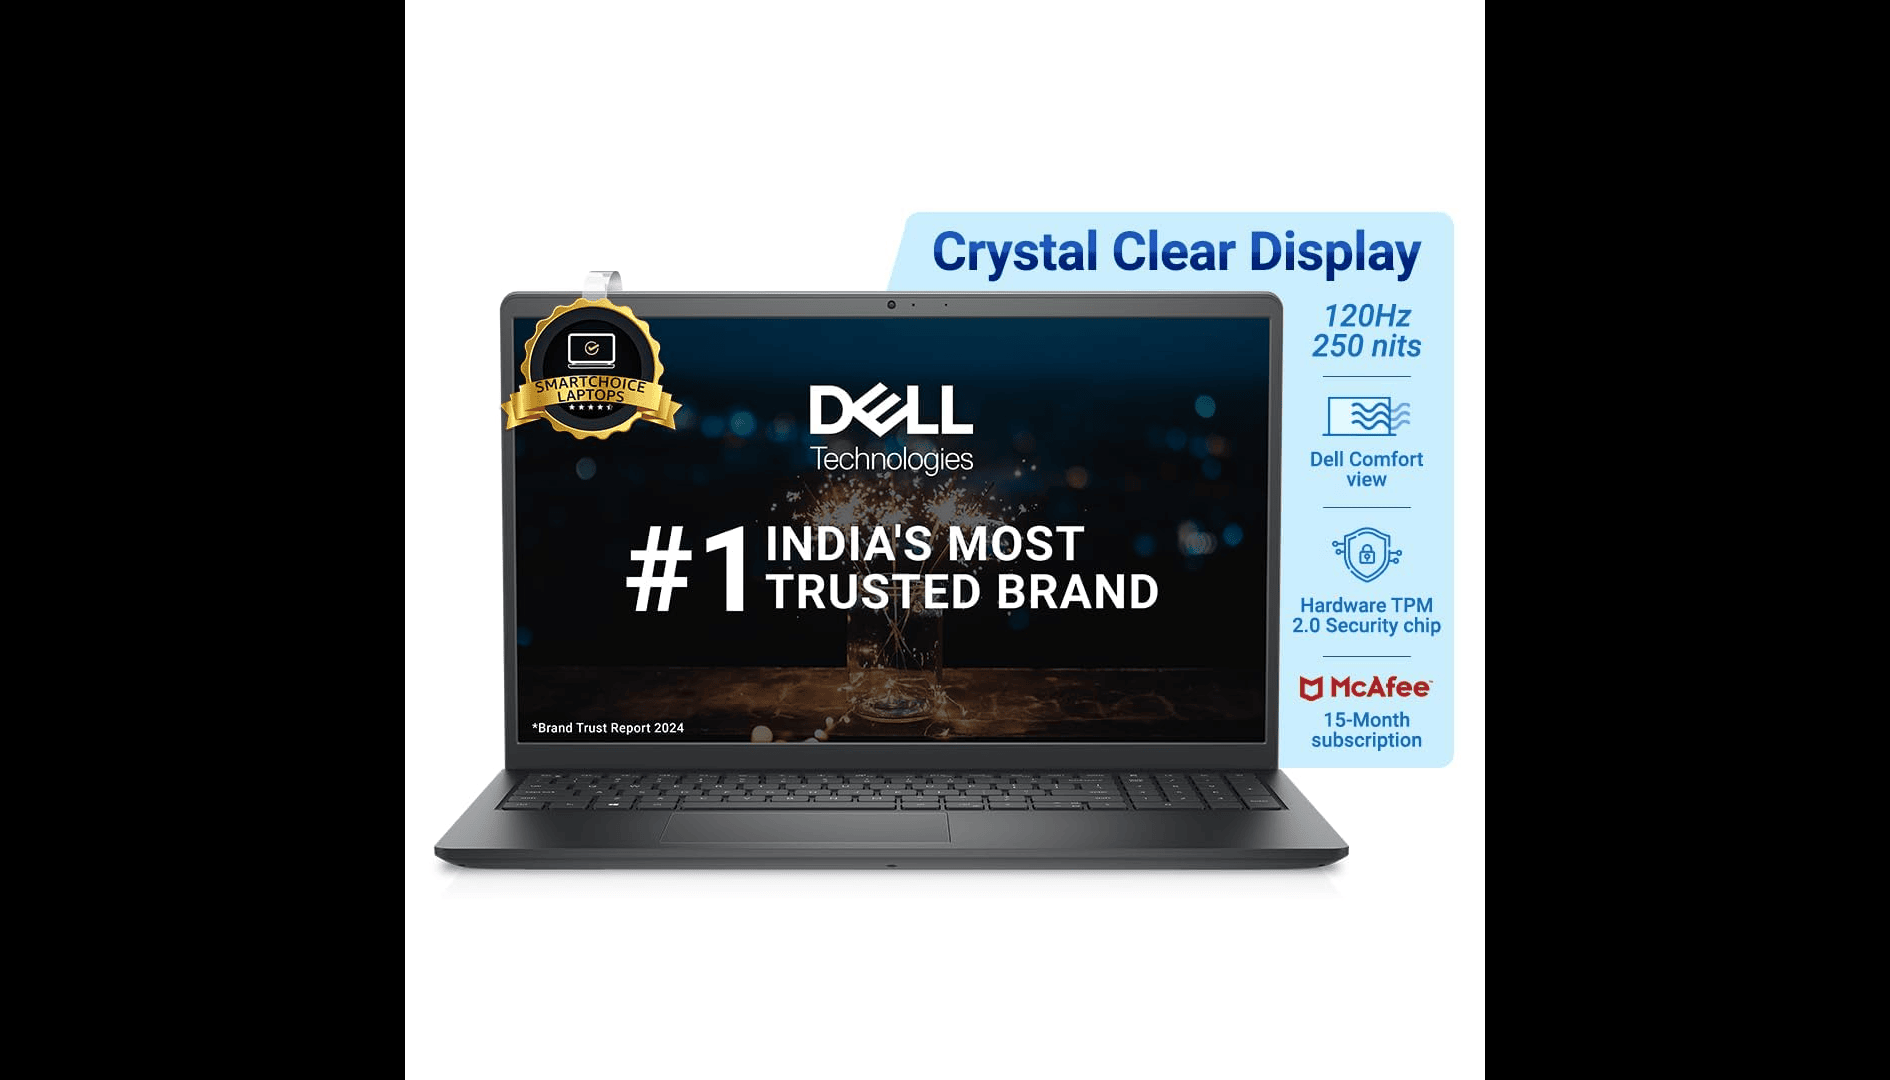 Crystal Clear Display
120Hz
250 nits
SMARTCHOICE
LAPTOPS
DELL
Technologies
Dell Comfort
view
#1 INDIA'S MOST
TRUSTED BRAND
Hardware TPM
2.0 Security chip
McAfee™
15-Month
subscription
*Brand Trust Report 2024